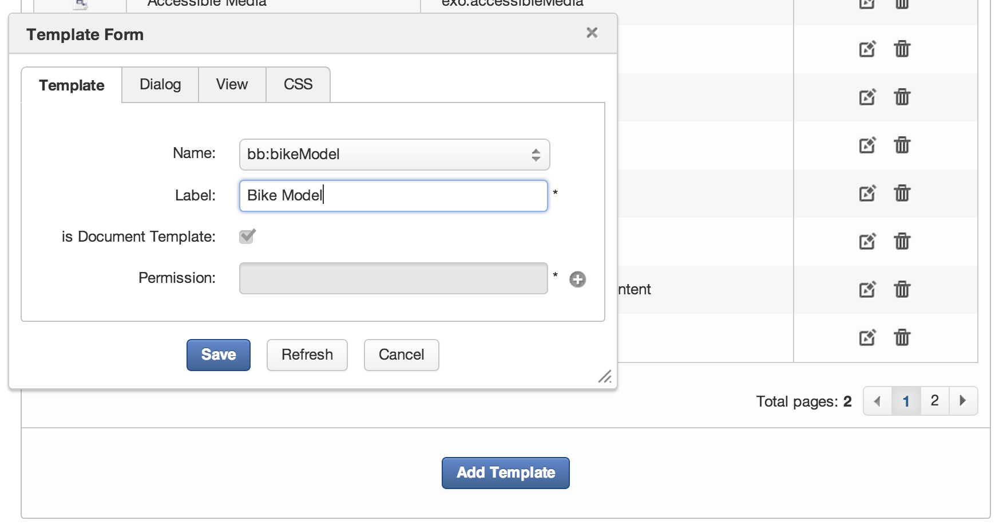 Accessible Media exo:accessibleMedia
Template Form
Template Dialog View CSS
Name: bb:bikeModel
Label: Bike Model *
is Document Template:
Permission: *
ntent
Save Refresh Cancel
Total pages: 2 1 2
Add Template